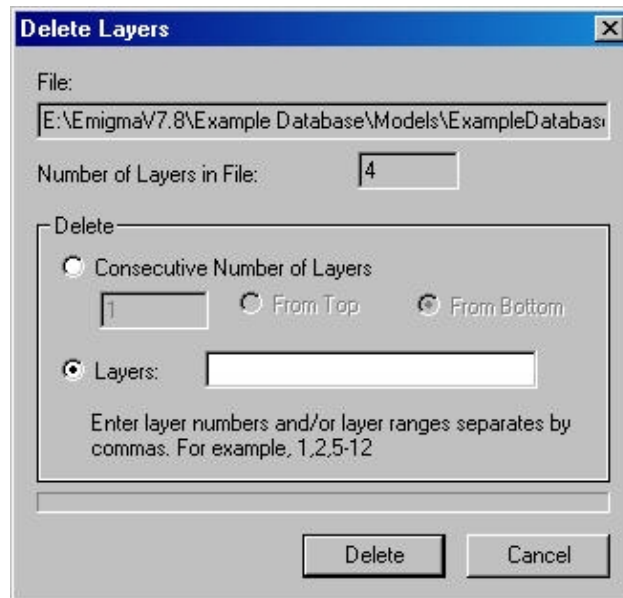 Delete Layers
File:
E:\EmigmaV7.8\Example Database\Models\ExampleDatabase
Number of Layers in File: 4
Delete
Consecutive Number of Layers
1 From Top From Bottom
Layers:
Enter layer numbers and/or layer ranges separates by
commas. For example, 1,2,5-12
Delete Cancel